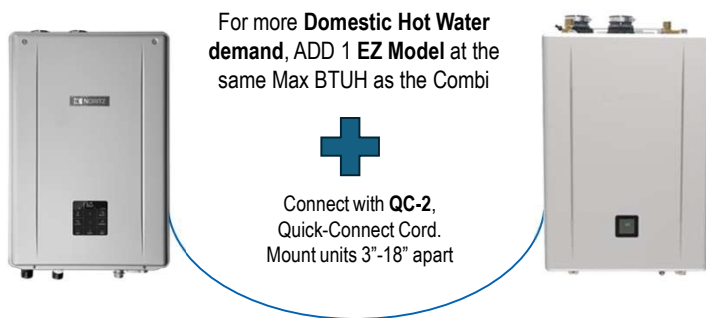 For more Domestic Hot Water
demand, ADD 1 EZ Model at the
same Max BTUH as the Combi
NORITZ
Connect with QC-2,
Quick-Connect Cord.
Mount units 3”-18” apart